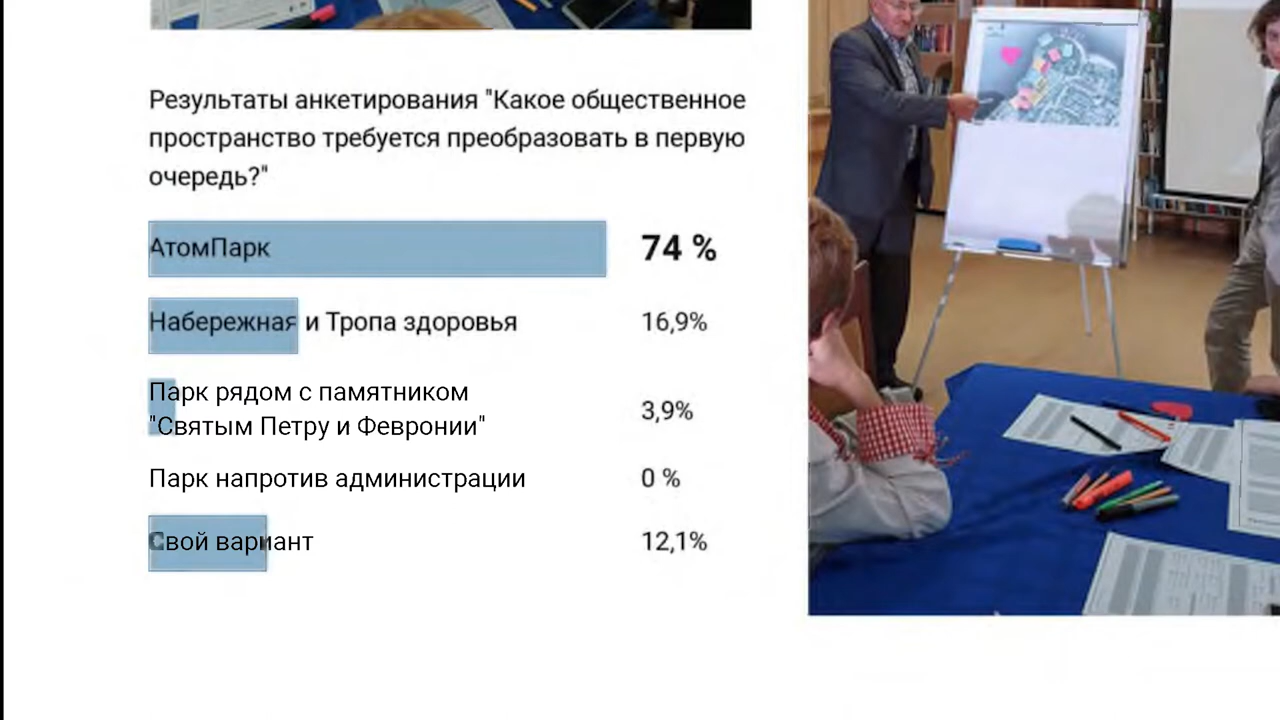 Результаты анкетирования "Какое общественное
пространство требуется преобразовать в первую
очередь?"
АтомПарк 74 %
Набережная и Тропа здоровья 16,9%
Парк рядом с памятником
"Святым Петру и Февронии" 3,9%
Парк напротив администрации 0 %
Свой вариант 12,1%